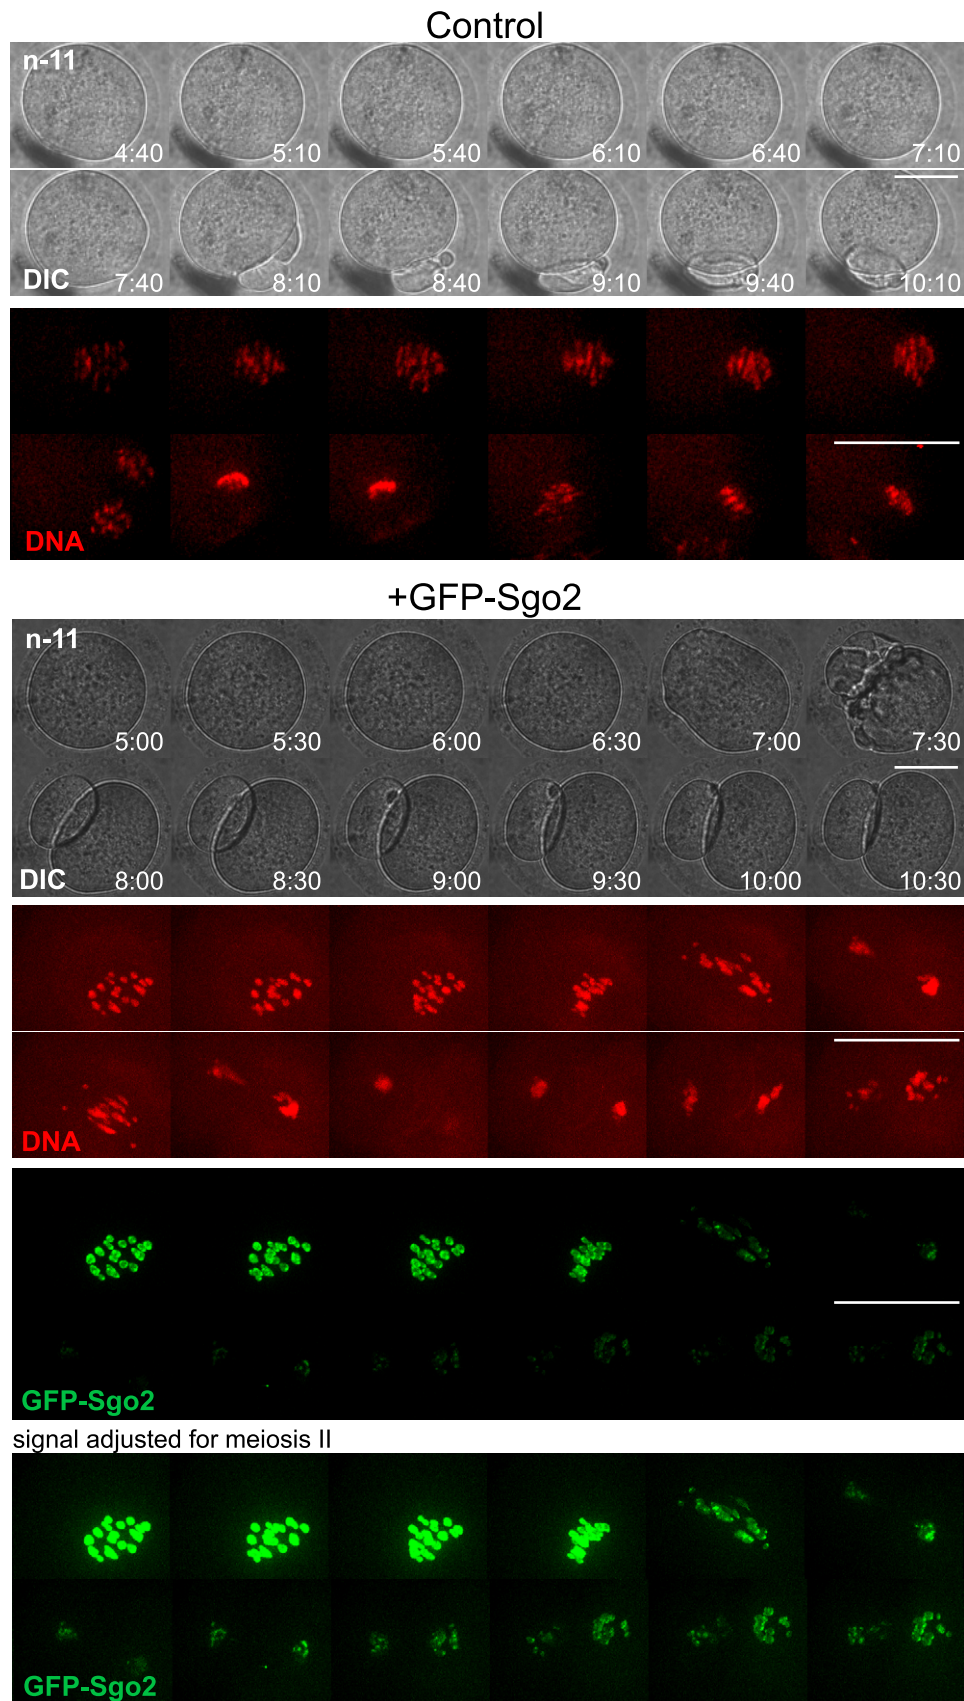 Control
n-11
4:40 5:10 5:40 6:10 6:40 7:10
DIC 7:40 8:10 8:40 9:10 9:40 10:10
DNA
+GFP-Sgo2
n-11
5:00 5:30 6:00 6:30 7:00 7:30
DIC 8:00 8:30 9:00 9:30 10:00 10:30
DNA
GFP-Sgo2
signal adjusted for meiosis II
GFP-Sgo2